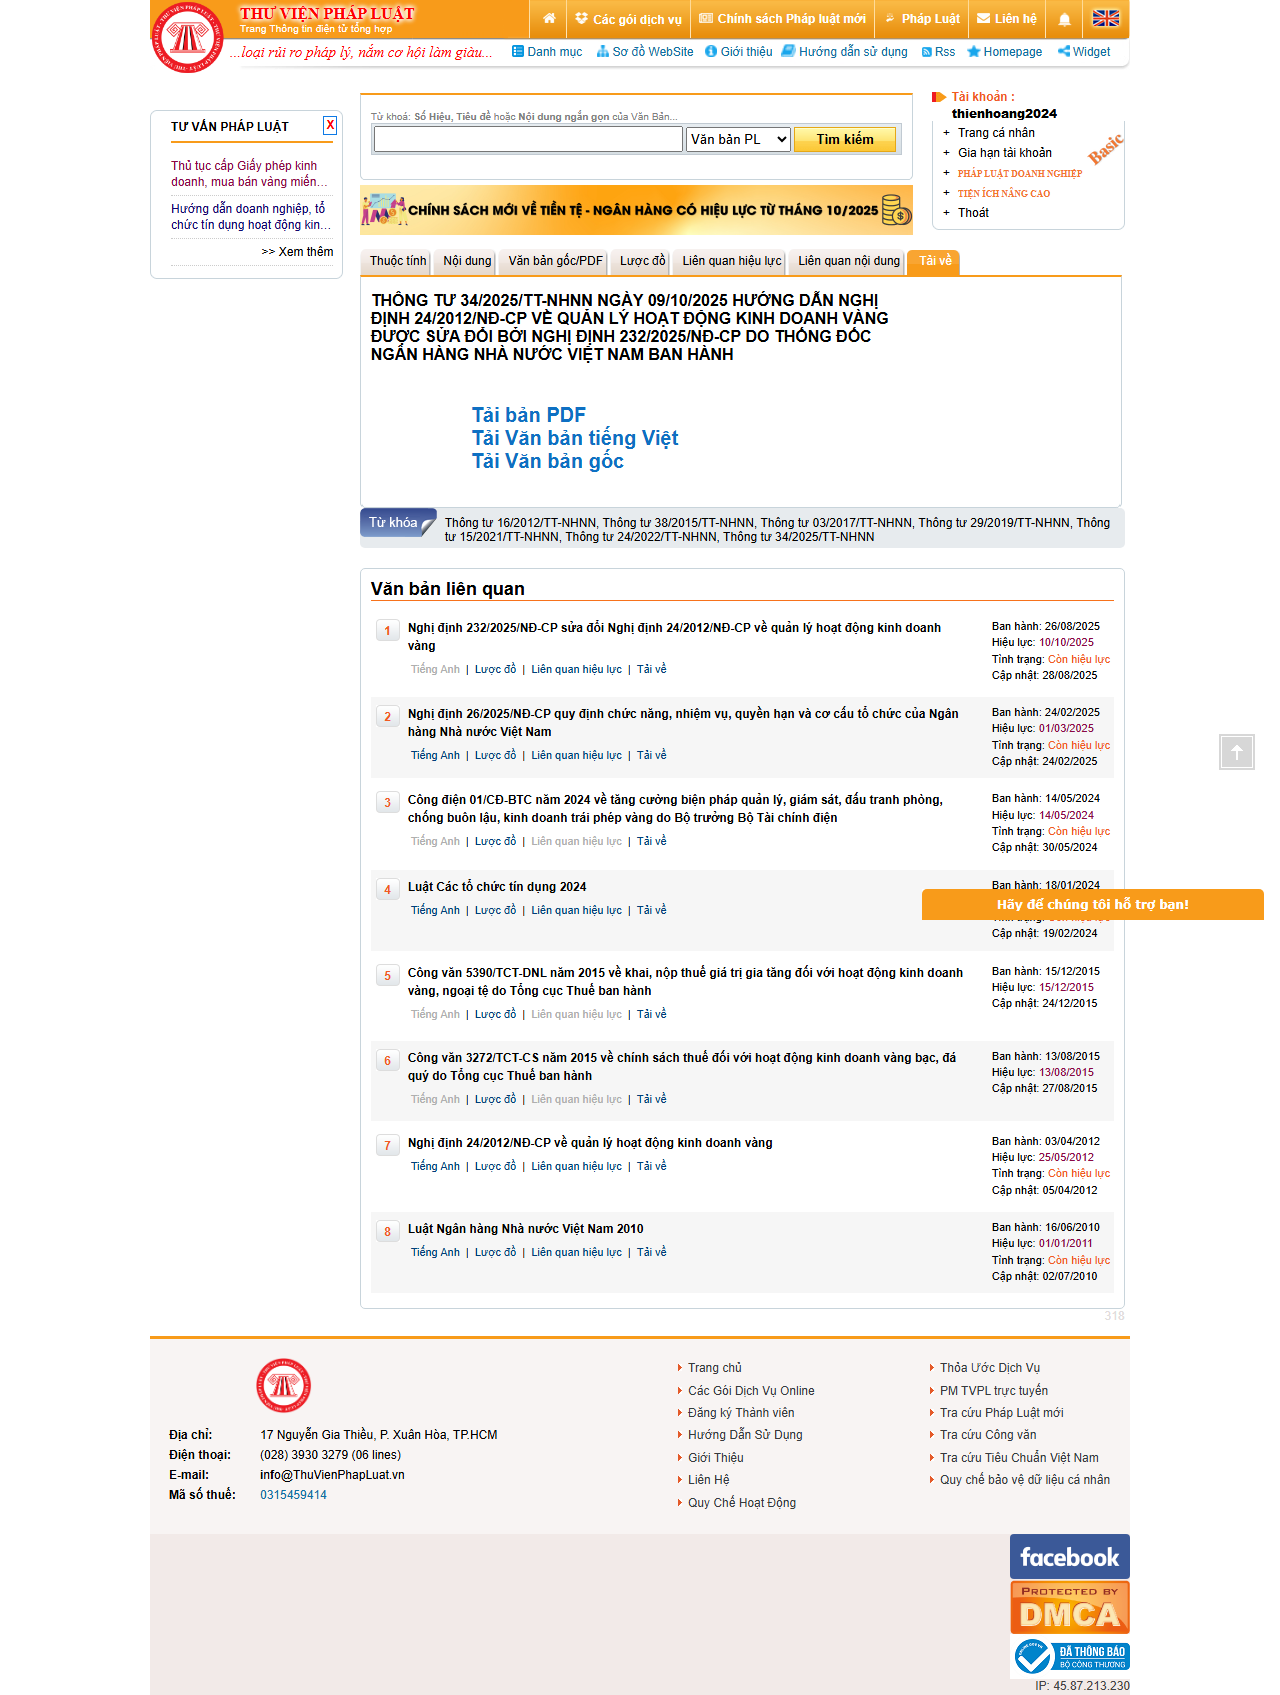 THƯ VIỆN PHÁP LUẬT
Trang Thông tin điện tử tổng hợp
Các gói dịch vụ
Chính sách Pháp luật mới
Pháp Luật
Liên hệ
...loại rủi ro pháp lý, nắm cơ hội làm giàu...
Danh mục
Sơ đồ WebSite
Giới thiệu
Hướng dẫn sử dụng
Rss
Homepage
Widget
TƯ VẤN PHÁP LUẬT
X
Thủ tục cấp Giấy phép kinh
doanh, mua bán vàng miến...
Hướng dẫn doanh nghiệp, tổ
chức tín dụng hoạt động kin...
>> Xem thêm
Từ khoá: Số Hiệu, Tiêu đề hoặc Nội dung ngắn gọn của Văn Bản...
Văn bản PL
Tìm kiếm
CHÍNH SÁCH MỚI VỀ TIỀN TỆ - NGÂN HÀNG CÓ HIỆU LỰC TỪ THÁNG 10/2025
Tài khoản :
thienhoang2024
+ Trang cá nhân
+ Gia hạn tài khoản
+ PHÁP LUẬT DOANH NGHIỆP
+ TIỆN ÍCH NÂNG CAO
+ Thoát
Basic
Thuộc tính
Nội dung
Văn bản gốc/PDF
Lược đồ
Liên quan hiệu lực
Liên quan nội dung
Tải về
THÔNG TƯ 34/2025/TT-NHNN NGÀY 09/10/2025 HƯỚNG DẪN NGHỊ
ĐỊNH 24/2012/NĐ-CP VỀ QUẢN LÝ HOẠT ĐỘNG KINH DOANH VÀNG
ĐƯỢC SỬA ĐỔI BỞI NGHỊ ĐỊNH 232/2025/NĐ-CP DO THỐNG ĐỐC
NGÂN HÀNG NHÀ NƯỚC VIỆT NAM BAN HÀNH
Tải bản PDF
Tải Văn bản tiếng Việt
Tải Văn bản gốc
Từ khóa
Thông tư 16/2012/TT-NHNN, Thông tư 38/2015/TT-NHNN, Thông tư 03/2017/TT-NHNN, Thông tư 29/2019/TT-NHNN, Thông
tư 15/2021/TT-NHNN, Thông tư 24/2022/TT-NHNN, Thông tư 34/2025/TT-NHNN
Văn bản liên quan
1
Nghị định 232/2025/NĐ-CP sửa đổi Nghị định 24/2012/NĐ-CP về quản lý hoạt động kinh doanh
vàng
Tiếng Anh | Lược đồ | Liên quan hiệu lực | Tải về
Ban hành: 26/08/2025
Hiệu lực: 10/10/2025
Tình trạng: Còn hiệu lực
Cập nhật: 28/08/2025
2
Nghị định 26/2025/NĐ-CP quy định chức năng, nhiệm vụ, quyền hạn và cơ cấu tổ chức của Ngân
hàng Nhà nước Việt Nam
Tiếng Anh | Lược đồ | Liên quan hiệu lực | Tải về
Ban hành: 24/02/2025
Hiệu lực: 01/03/2025
Tình trạng: Còn hiệu lực
Cập nhật: 24/02/2025
3
Công điện 01/CĐ-BTC năm 2024 về tăng cường biện pháp quản lý, giám sát, đấu tranh phòng,
chống buôn lậu, kinh doanh trái phép vàng do Bộ trưởng Bộ Tài chính điện
Tiếng Anh | Lược đồ | Liên quan hiệu lực | Tải về
Ban hành: 14/05/2024
Hiệu lực: 14/05/2024
Tình trạng: Còn hiệu lực
Cập nhật: 30/05/2024
4
Luật Các tổ chức tín dụng 2024
Tiếng Anh | Lược đồ | Liên quan hiệu lực | Tải về
Ban hành: 18/01/2024
Hãy để chúng tôi hỗ trợ bạn!
Cập nhật: 19/02/2024
5
Công văn 5390/TCT-DNL năm 2015 về khai, nộp thuế giá trị gia tăng đối với hoạt động kinh doanh
vàng, ngoại tệ do Tổng cục Thuế ban hành
Tiếng Anh | Lược đồ | Liên quan hiệu lực | Tải về
Ban hành: 15/12/2015
Hiệu lực: 15/12/2015
Cập nhật: 24/12/2015
6
Công văn 3272/TCT-CS năm 2015 về chính sách thuế đối với hoạt động kinh doanh vàng bạc, đá
quý do Tổng cục Thuế ban hành
Tiếng Anh | Lược đồ | Liên quan hiệu lực | Tải về
Ban hành: 13/08/2015
Hiệu lực: 13/08/2015
Cập nhật: 27/08/2015
7
Nghị định 24/2012/NĐ-CP về quản lý hoạt động kinh doanh vàng
Tiếng Anh | Lược đồ | Liên quan hiệu lực | Tải về
Ban hành: 03/04/2012
Hiệu lực: 25/05/2012
Tình trạng: Còn hiệu lực
Cập nhật: 05/04/2012
8
Luật Ngân hàng Nhà nước Việt Nam 2010
Tiếng Anh | Lược đồ | Liên quan hiệu lực | Tải về
Ban hành: 16/06/2010
Hiệu lực: 01/01/2011
Tình trạng: Còn hiệu lực
Cập nhật: 02/07/2010
318
Địa chỉ: 17 Nguyễn Gia Thiều, P. Xuân Hòa, TP.HCM
Điện thoại: (028) 3930 3279 (06 lines)
E-mail: info@ThuVienPhapLuat.vn
Mã số thuế: 0315459414
Trang chủ
Các Gói Dịch Vụ Online
Đăng ký Thành viên
Hướng Dẫn Sử Dụng
Giới Thiệu
Liên Hệ
Quy Chế Hoạt Động
Thỏa Ước Dịch Vụ
PM TVPL trực tuyến
Tra cứu Pháp Luật mới
Tra cứu Công văn
Tra cứu Tiêu Chuẩn Việt Nam
Quy chế bảo vệ dữ liệu cá nhân
facebook
PROTECTED BY
DMCA
ĐÃ THÔNG BÁO
BỘ CÔNG THƯƠNG
IP: 45.87.213.230